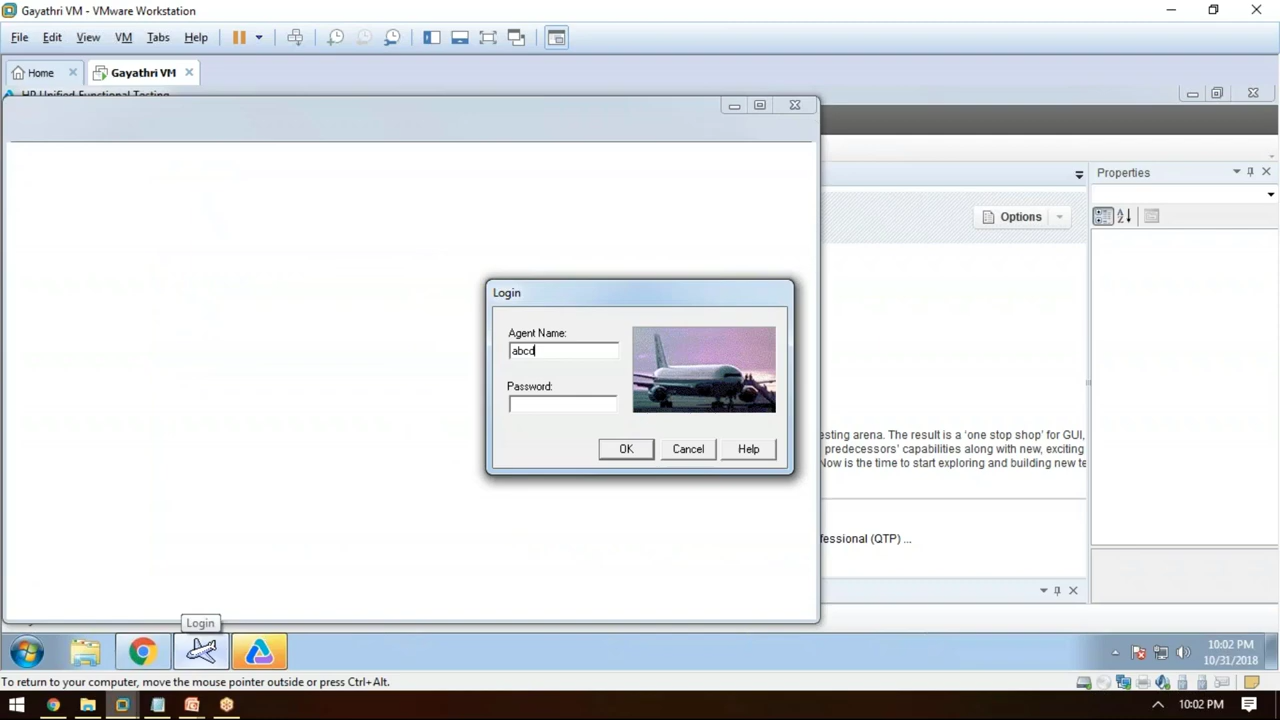 Gayathri VM - VMware Workstation
File Edit View VM Tabs Help
Home Gayathri VM
HP Unified Functional Testing
Properties
Options
Login
Agent Name:
abcd
Password:
OK Cancel Help
esting arena. The result is a ‘one stop shop’ for GUI,
predecessors’ capabilities along with new, exciting
Now is the time to start exploring and building new te
fessional (QTP) ...
Login
10:02 PM
10/31/2018
To return to your computer, move the mouse pointer outside or press Ctrl+Alt.
10:02 PM